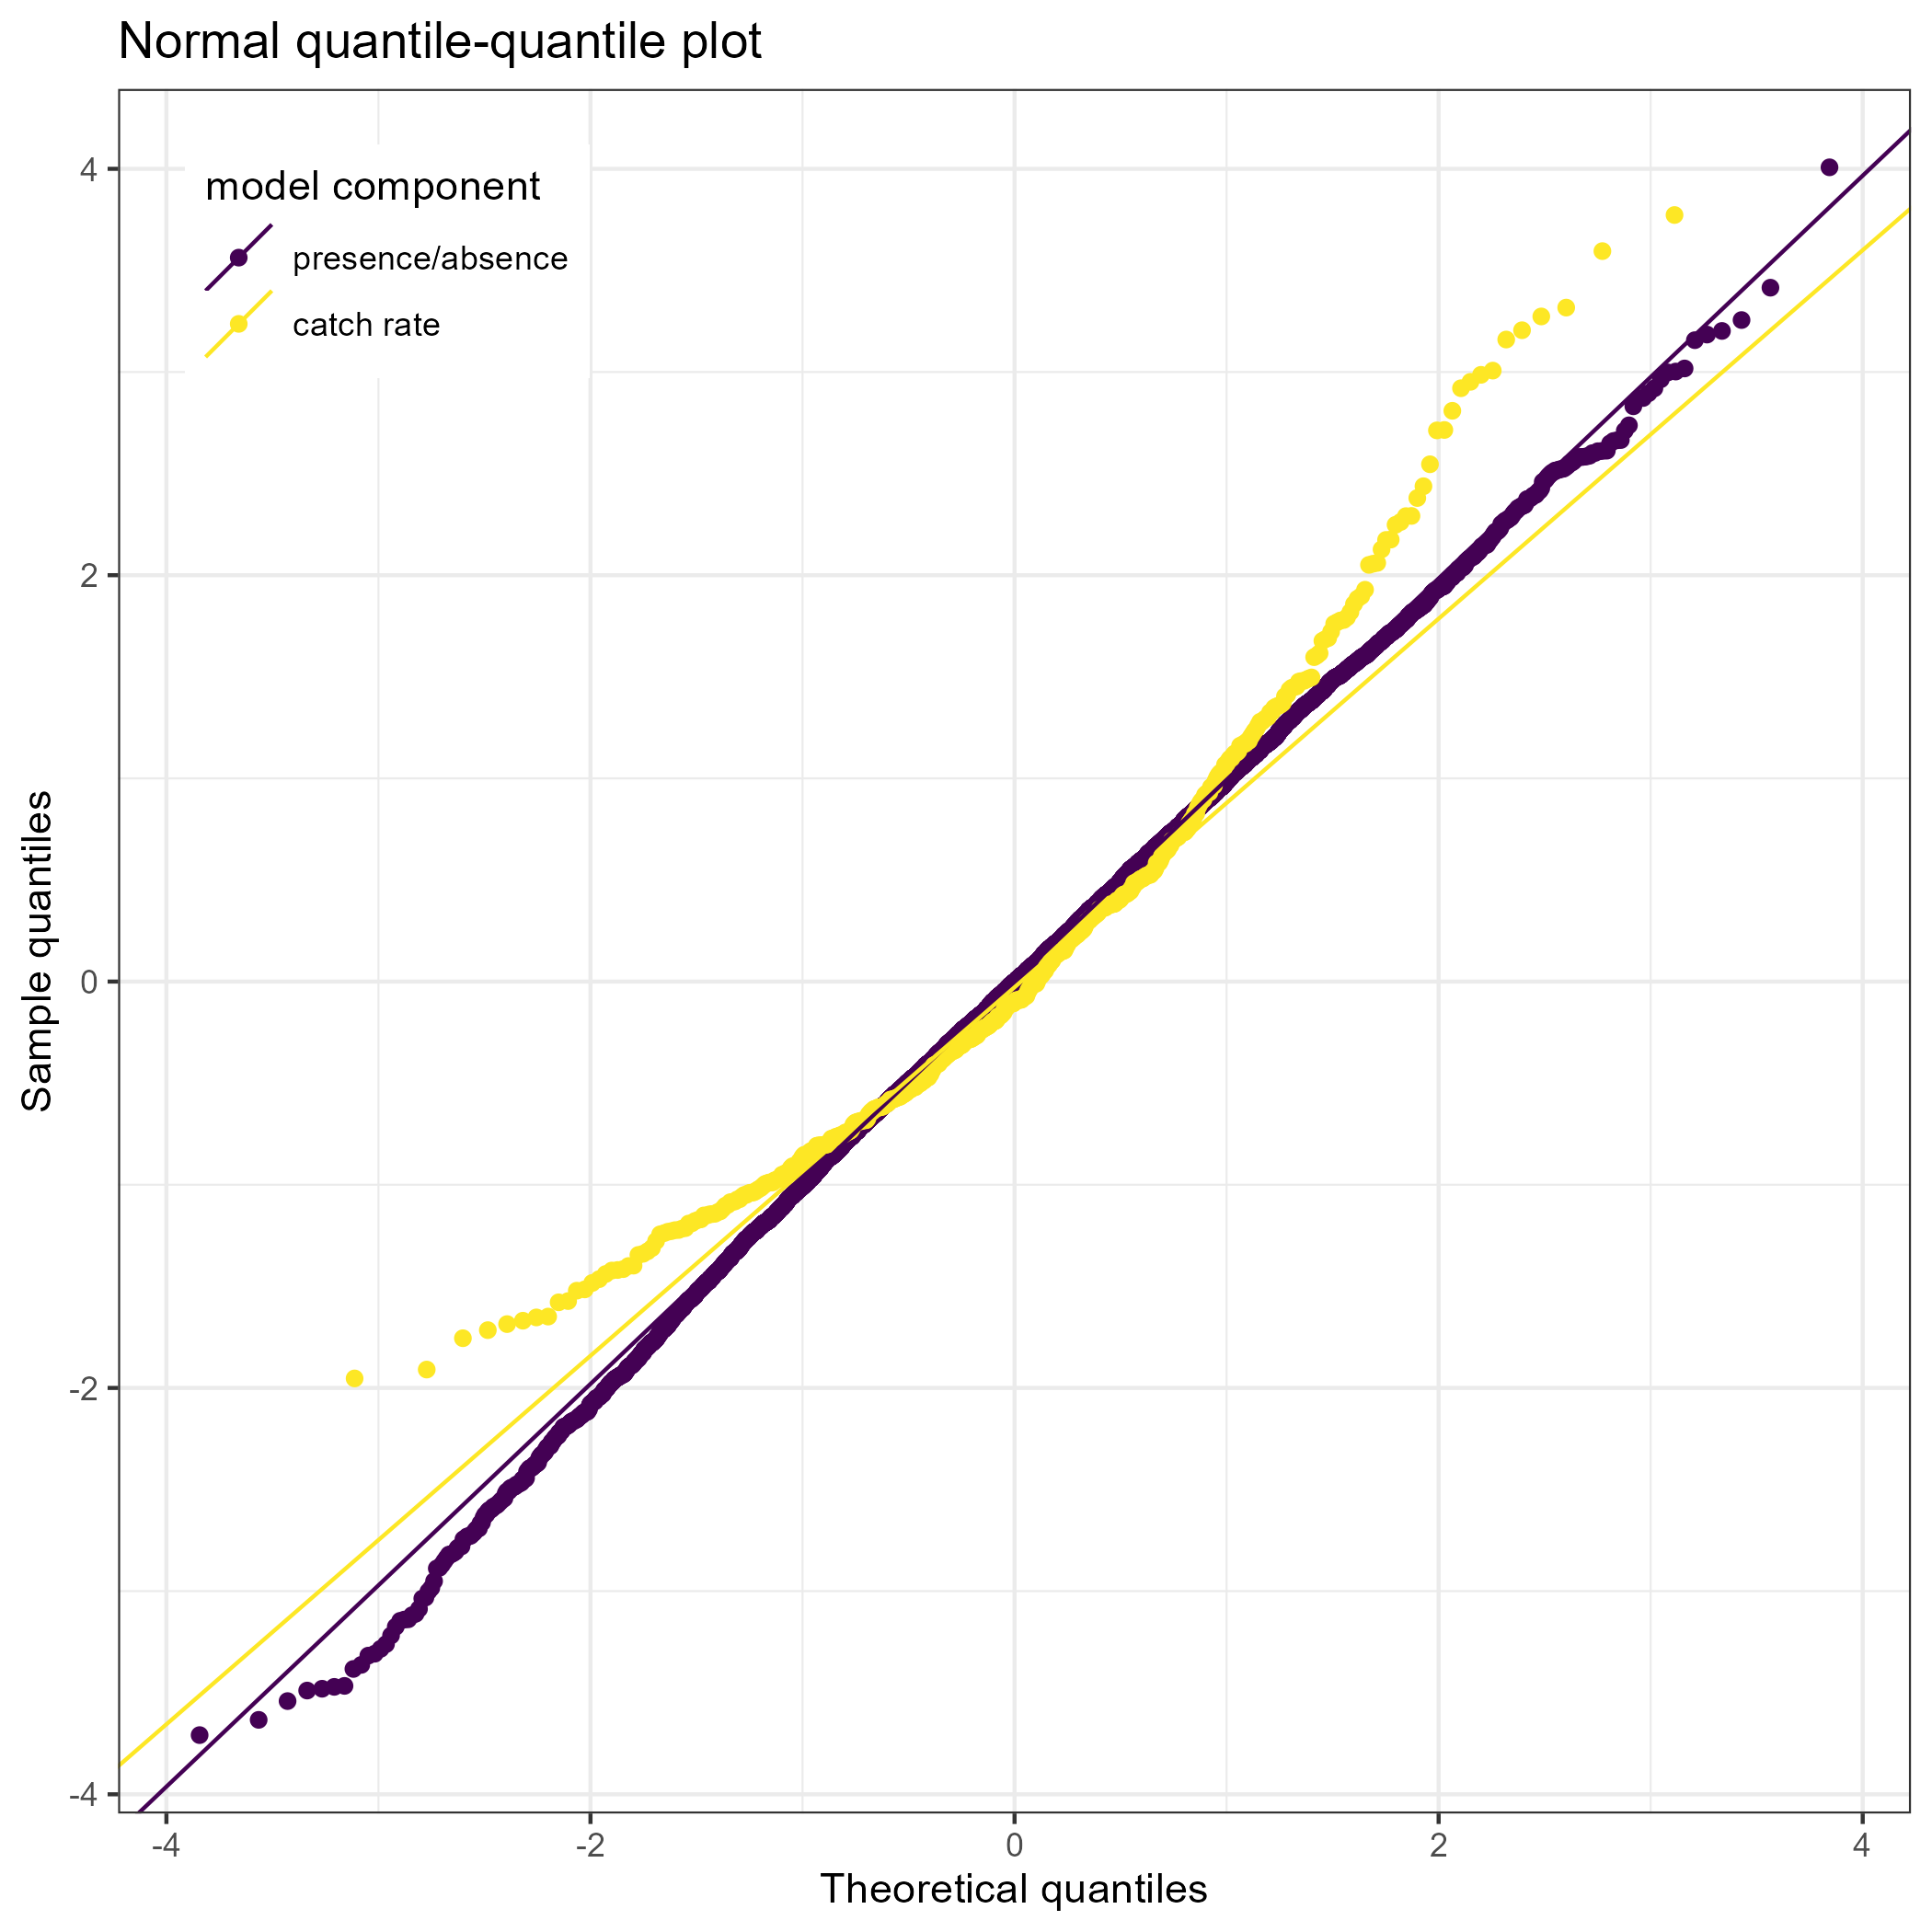 Normal quantile-quantile plot
model component
presence/absence
catch rate
Sample quantiles
4
2
0
-2
-4
-4
-2
0
2
4
Theoretical quantiles